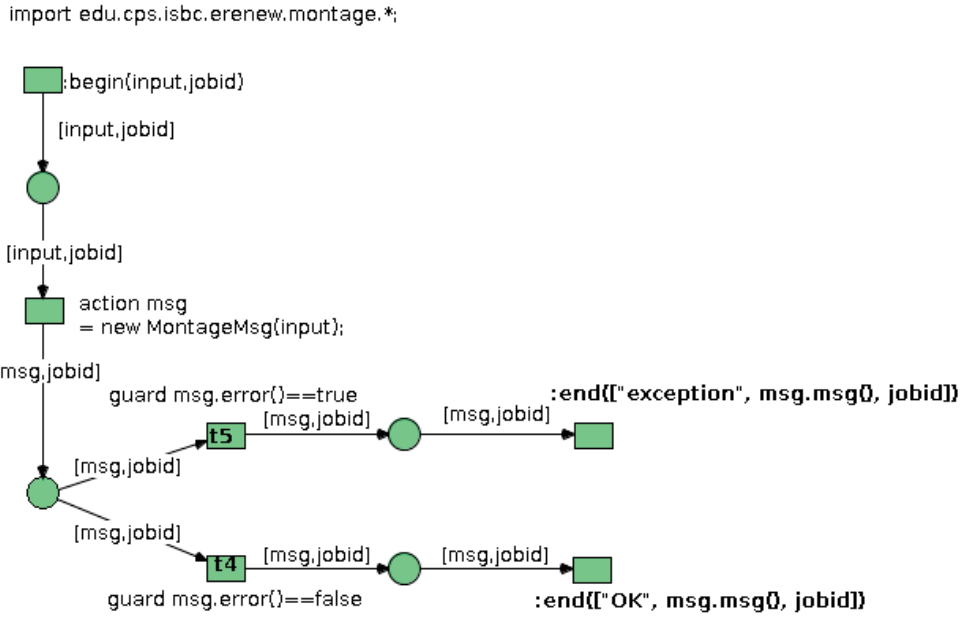 import edu.cps.isbc.erenew.montage.*;
:begin(input,jobid)
[input,jobid]
[input,jobid]
action msg
= new MontageMsg(input);
msg,jobid]
guard msg.error()==true
:end(["exception", msg.msg(), jobid])
[msg,jobid]
[msg,jobid]
t5
[msg,jobid]
[msg,jobid]
[msg,jobid]
[msg,jobid]
t4
guard msg.error()==false
:end(["OK", msg.msg(), jobid])